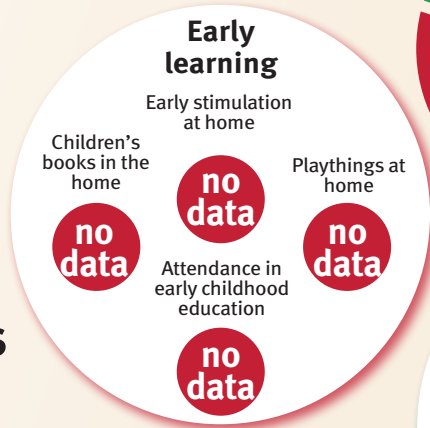 Early
learning
Early stimulation
at home
no
data
Children's
books in the
home
no
data
Playthings at
home
no
data
Attendance in
early childhood
education
no
data
s